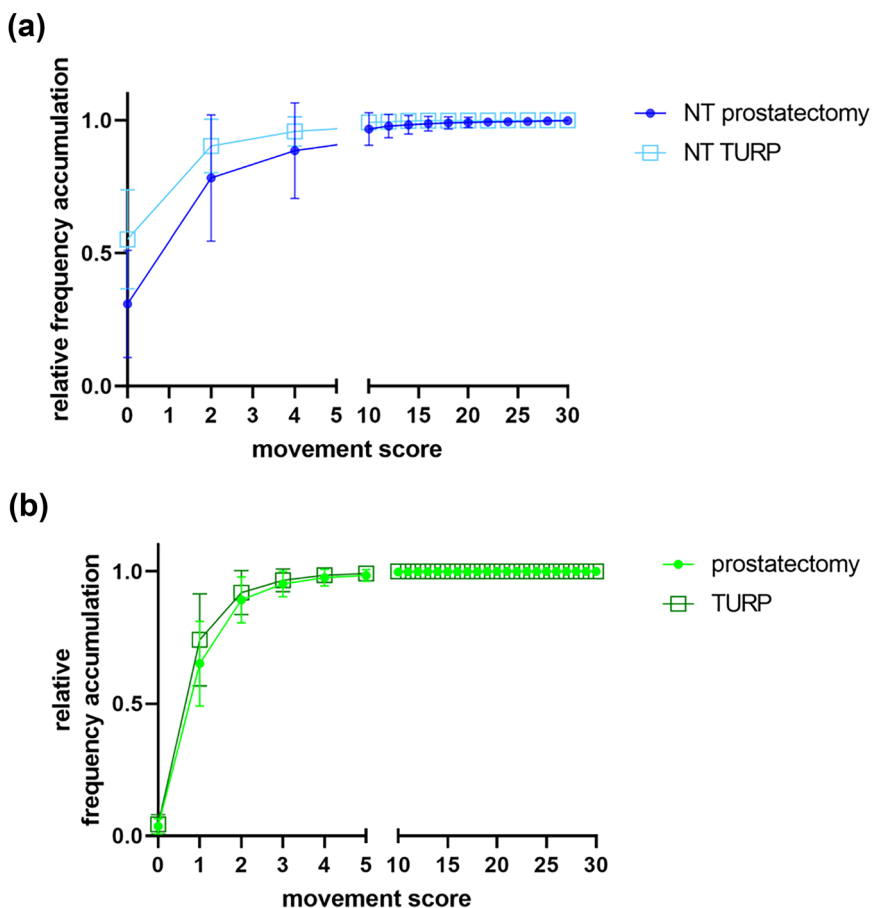 (a)
relative frequency accumulation
1.0
0.5
0.0
0 1 2 3 4 5 10 15 20 25 30
movement score
NT prostatectomy
NT TURP
(b)
relative
frequency accumulation
1.0
0.5
0.0
0 1 2 3 4 5 10 15 20 25 30
movement score
prostatectomy
TURP